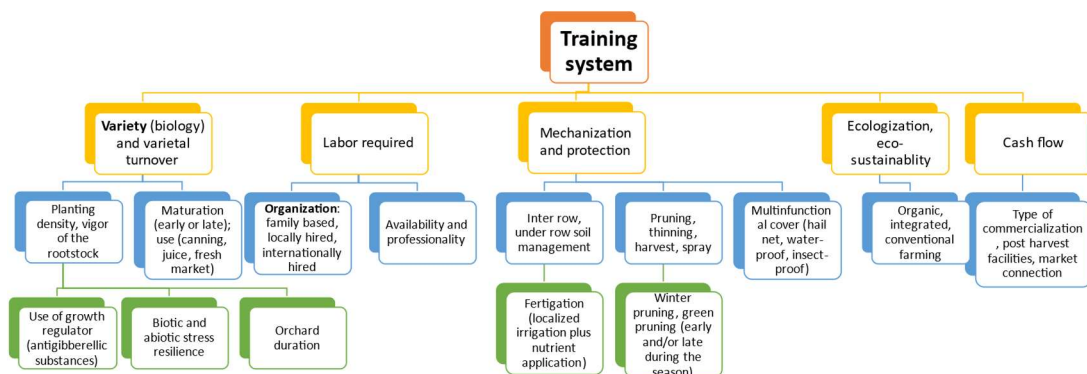 Training
system
Variety (biology)
and varietal
turnover
Labor required
Mechanization
and protection
Ecologization,
eco-
sustainablity
Cash flow
Planting
density, vigor
of the
rootstock
Maturation
(early or late);
use (canning,
juice, fresh
market)
Organization:
family based,
locally hired,
internationally
hired
Availability and
professionality
Inter row,
under row soil
management
Pruning,
thinning,
harvest, spray
Multinfunction
al cover (hail
net, water-
proof, insect-
proof)
Organic,
integrated,
conventional
farming
Type of
commercialization
, post harvest
facilities, market
connection
Use of growth
regulator
(antigibberellic
substances)
Biotic and
abiotic stress
resilience
Orchard
duration
Fertigation
(localized
irrigation plus
nutrient
application)
Winter
pruning, green
pruning (early
and/or late
during the
season)